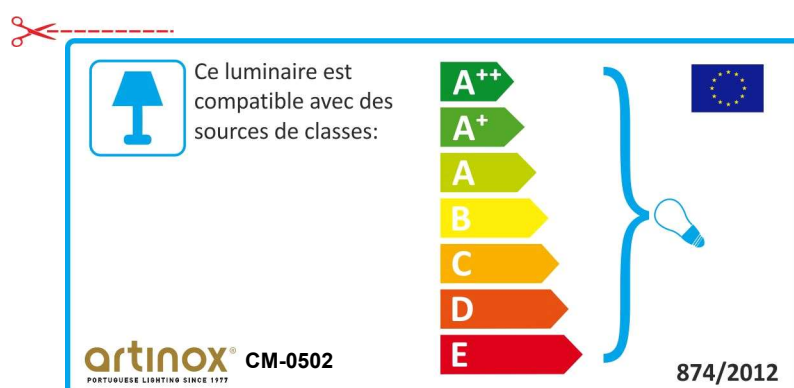 Ce luminaire est
compatible avec des
sources de classes:
A++
A+
A
B
C
D
E
artinox® CM-0502
PORTUGUESE LIGHTING SINCE 1977
874/2012